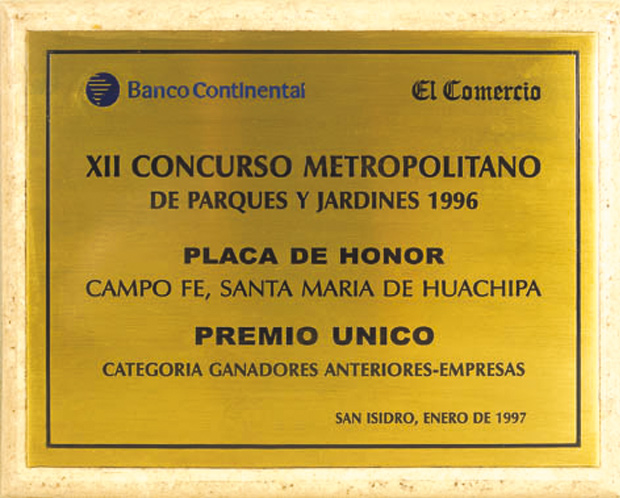 Banco Continental
El Comercio
XII CONCURSO METROPOLITANO
DE PARQUES Y JARDINES 1996
PLACA DE HONOR
CAMPO FE, SANTA MARIA DE HUACHIPA
PREMIO UNICO
CATEGORIA GANADORES ANTERIORES-EMPRESAS
SAN ISIDRO, ENERO DE 1997